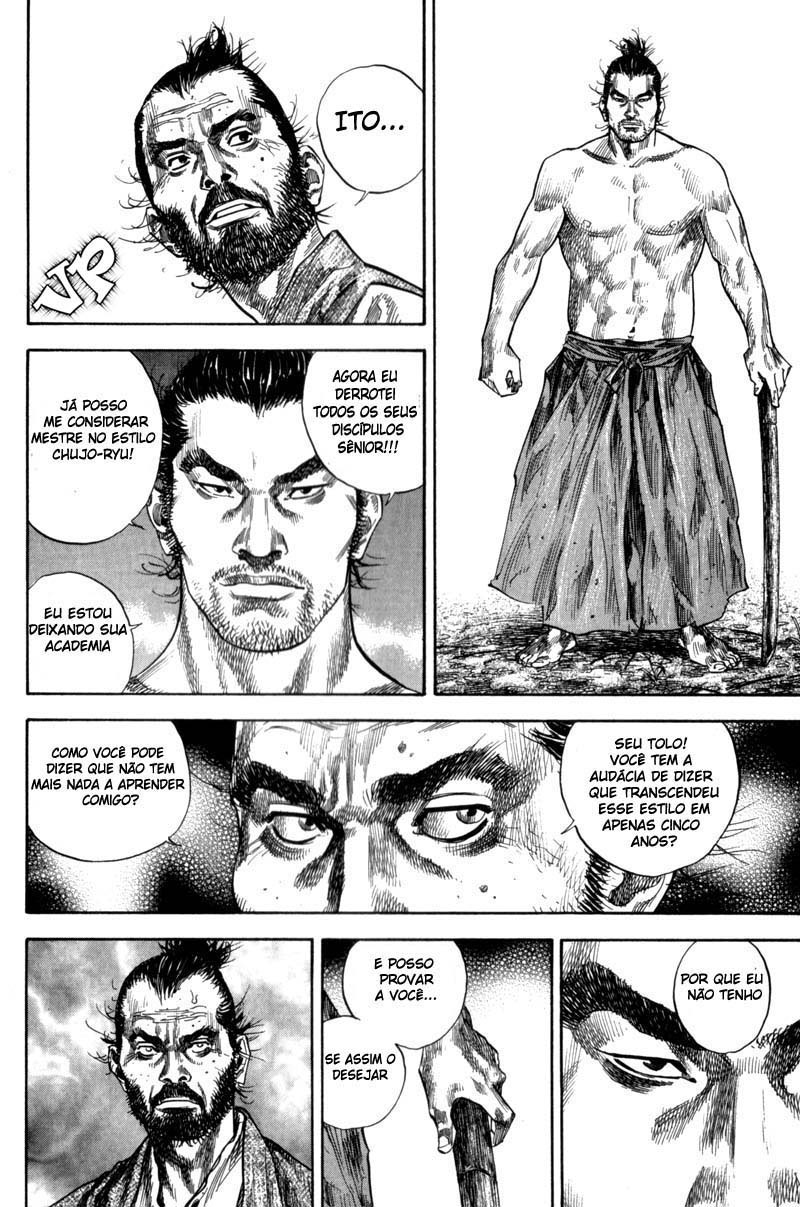 ITO...
VP
AGORA EU
DERROTEI
TODOS OS SEUS
DISCÍPULOS
SÊNIOR!!!
JÁ POSSO
ME CONSIDERAR
MESTRE NO ESTILO
CHUJO-RYU!
EU ESTOU
DEIXANDO SUA
ACADEMIA
SEU TOLO!
VOCÊ TEM A
AUDÁCIA DE DIZER
QUE TRANSCENDEU
ESSE ESTILO EM
APENAS CINCO
ANOS?
COMO VOCÊ PODE
DIZER QUE NÃO TEM
MAIS NADA A APRENDER
COMIGO?
POR QUE EU
NÃO TENHO
E POSSO
PROVAR
A VOCÊ...
SE ASSIM O
DESEJAR